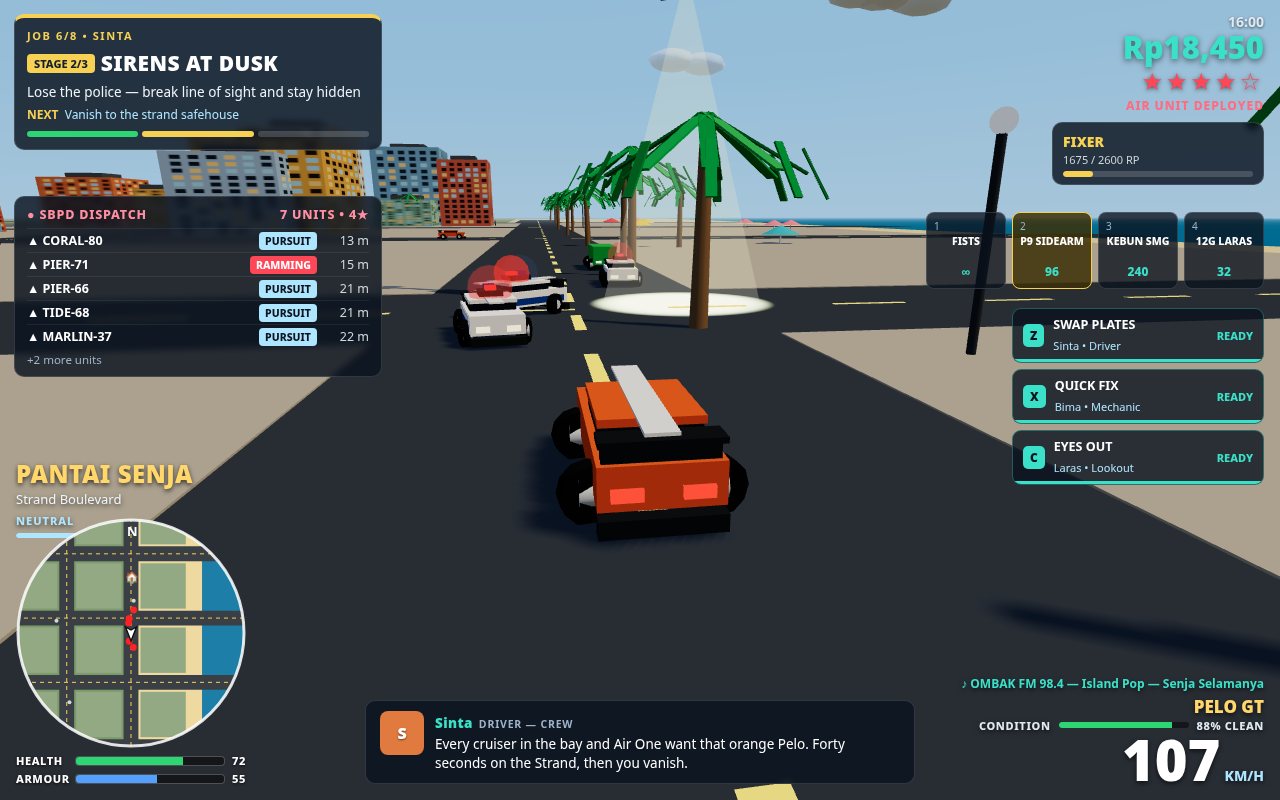 JOB 6/8 • SINTA
STAGE 2/3 SIRENS AT DUSK
Lose the police — break line of sight and stay hidden
NEXT Vanish to the strand safehouse
● SBPD DISPATCH 7 UNITS • 4★
▲ CORAL-80 PURSUIT 13 m
▲ PIER-71 RAMMING 15 m
▲ PIER-66 PURSUIT 21 m
▲ TIDE-68 PURSUIT 21 m
▲ MARLIN-37 PURSUIT 22 m
+2 more units
16:00
Rp18,450
★★★★☆
AIR UNIT DEPLOYED
FIXER
1675 / 2600 RP
1 FISTS ∞
2 P9 SIDEARM 96
3 KEBUN SMG 240
4 12G LARAS 32
Z SWAP PLATES READY
Sinta • Driver
X QUICK FIX READY
Bima • Mechanic
C EYES OUT READY
Laras • Lookout
PANTAI SENJA
Strand Boulevard
NEUTRAL
N
HEALTH 72
ARMOUR 55
S
Sinta DRIVER — CREW
Every cruiser in the bay and Air One want that orange Pelo. Forty
seconds on the Strand, then you vanish.
♪ OMBAK FM 98.4 — Island Pop — Senja Selamanya
PELO GT
CONDITION 88% CLEAN
107 KM/H